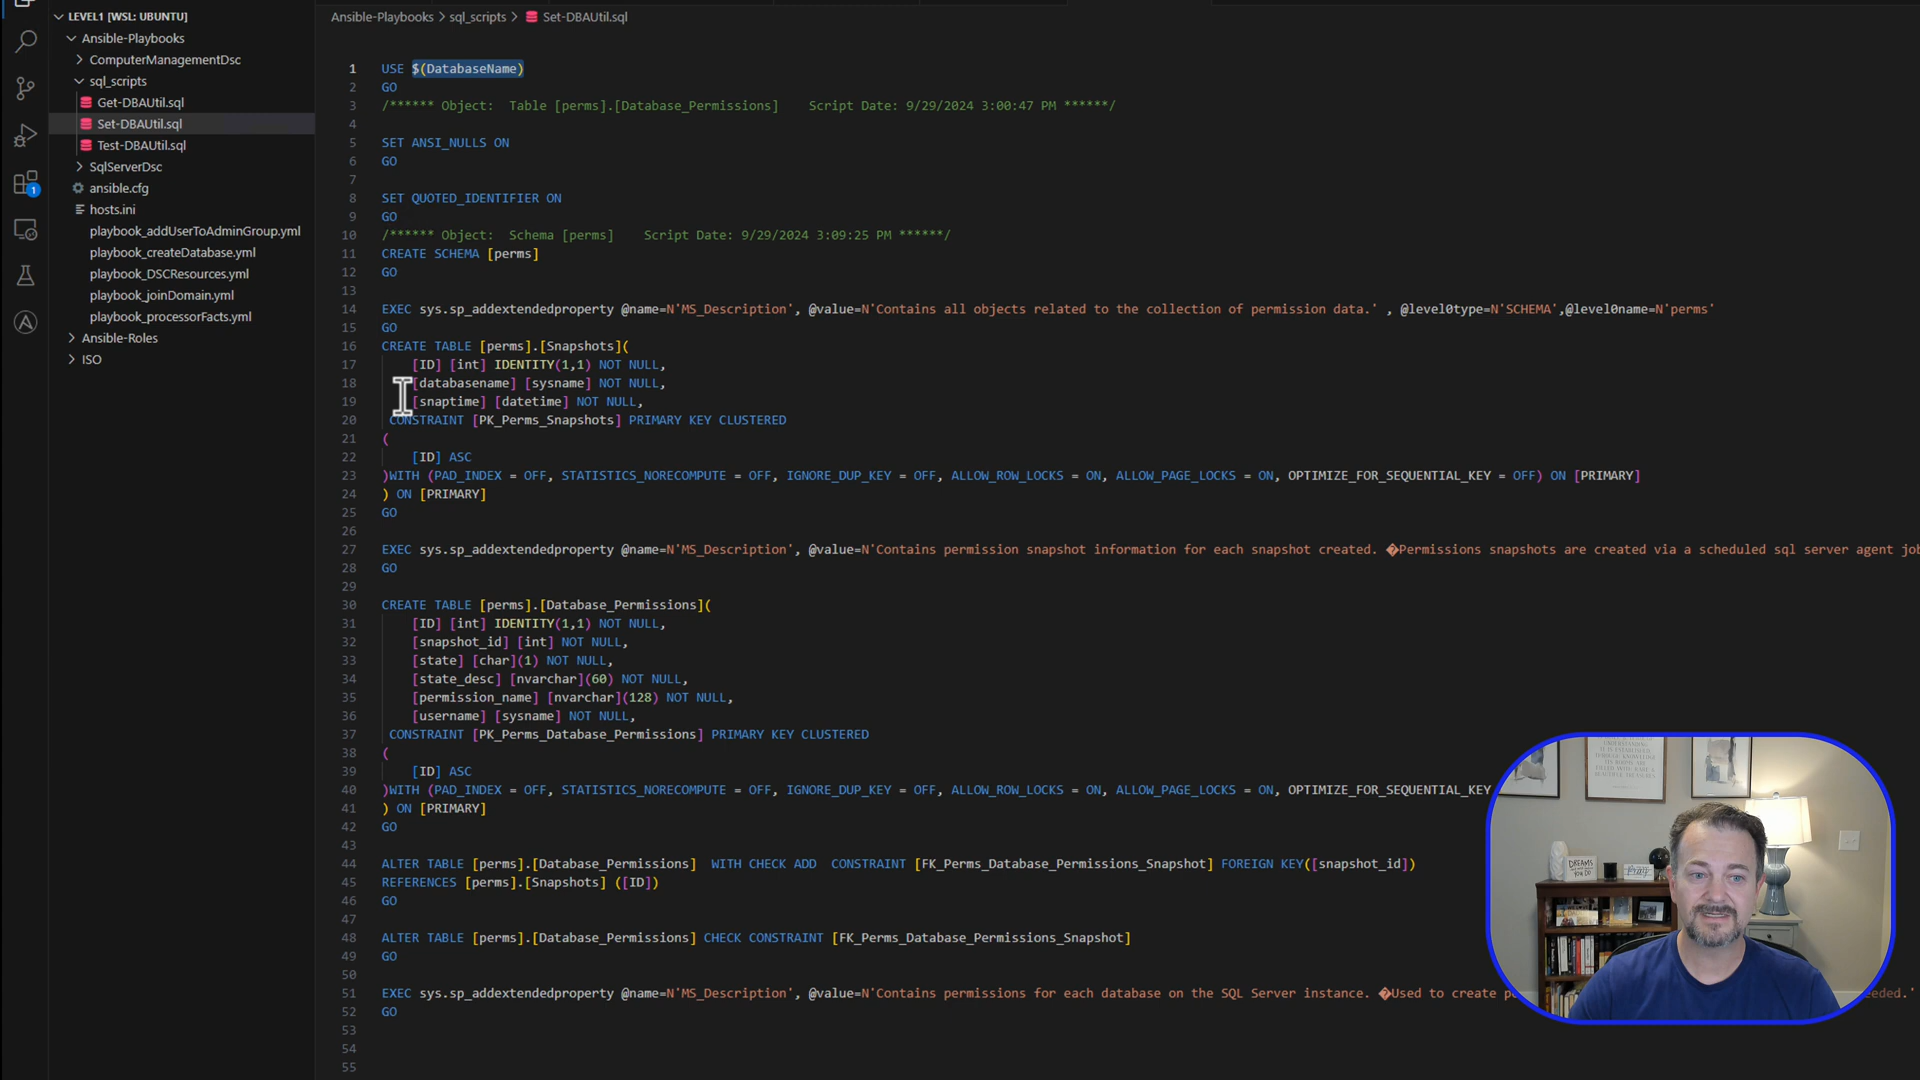 LEVEL1 [WSL: UBUNTU]
Ansible-Playbooks
ComputerManagementDsc
sql_scripts
Get-DBAUtil.sql
Set-DBAUtil.sql
Test-DBAUtil.sql
SqlServerDsc
ansible.cfg
hosts.ini
playbook_addUserToAdminGroup.yml
playbook_createDatabase.yml
playbook_DSCResources.yml
playbook_joinDomain.yml
playbook_processorFacts.yml
Ansible-Roles
ISO
1
Ansible-Playbooks > sql_scripts > Set-DBAUtil.sql
1 USE $(DatabaseName)
2 GO
3 /****** Object:  Table [perms].[Database_Permissions]    Script Date: 9/29/2024 3:00:47 PM ******/
4
5 SET ANSI_NULLS ON
6 GO
7
8 SET QUOTED_IDENTIFIER ON
9 GO
10 /****** Object:  Schema [perms]    Script Date: 9/29/2024 3:09:25 PM ******/
11 CREATE SCHEMA [perms]
12 GO
13
14 EXEC sys.sp_addextendedproperty @name=N'MS_Description', @value=N'Contains all objects related to the collection of permission data.' , @level0type=N'SCHEMA',@level0name=N'perms'
15 GO
16 CREATE TABLE [perms].[Snapshots](
17 [ID] [int] IDENTITY(1,1) NOT NULL,
18 [databasename] [sysname] NOT NULL,
19 [snaptime] [datetime] NOT NULL,
20 CONSTRAINT [PK_Perms_Snapshots] PRIMARY KEY CLUSTERED
21 (
22 [ID] ASC
23 )WITH (PAD_INDEX = OFF, STATISTICS_NORECOMPUTE = OFF, IGNORE_DUP_KEY = OFF, ALLOW_ROW_LOCKS = ON, ALLOW_PAGE_LOCKS = ON, OPTIMIZE_FOR_SEQUENTIAL_KEY = OFF) ON [PRIMARY]
24 ) ON [PRIMARY]
25 GO
26
27 EXEC sys.sp_addextendedproperty @name=N'MS_Description', @value=N'Contains permission snapshot information for each snapshot created. �Permissions snapshots are created via a scheduled sql server agent job
28 GO
29
30 CREATE TABLE [perms].[Database_Permissions](
31 [ID] [int] IDENTITY(1,1) NOT NULL,
32 [snapshot_id] [int] NOT NULL,
33 [state] [char](1) NOT NULL,
34 [state_desc] [nvarchar](60) NOT NULL,
35 [permission_name] [nvarchar](128) NOT NULL,
36 [username] [sysname] NOT NULL,
37 CONSTRAINT [PK_Perms_Database_Permissions] PRIMARY KEY CLUSTERED
38 (
39 [ID] ASC
40 )WITH (PAD_INDEX = OFF, STATISTICS_NORECOMPUTE = OFF, IGNORE_DUP_KEY = OFF, ALLOW_ROW_LOCKS = ON, ALLOW_PAGE_LOCKS = ON, OPTIMIZE_FOR_SEQUENTIAL_KEY
41 ) ON [PRIMARY]
42 GO
43
44 ALTER TABLE [perms].[Database_Permissions]  WITH CHECK ADD  CONSTRAINT [FK_Perms_Database_Permissions_Snapshot] FOREIGN KEY([snapshot_id])
45 REFERENCES [perms].[Snapshots] ([ID])
46 GO
47
48 ALTER TABLE [perms].[Database_Permissions] CHECK CONSTRAINT [FK_Perms_Database_Permissions_Snapshot]
49 GO
50
51 EXEC sys.sp_addextendedproperty @name=N'MS_Description', @value=N'Contains permissions for each database on the SQL Server instance. �Used to create p eeded.'
52 GO
53
54
55
DREAMS
YOU DO